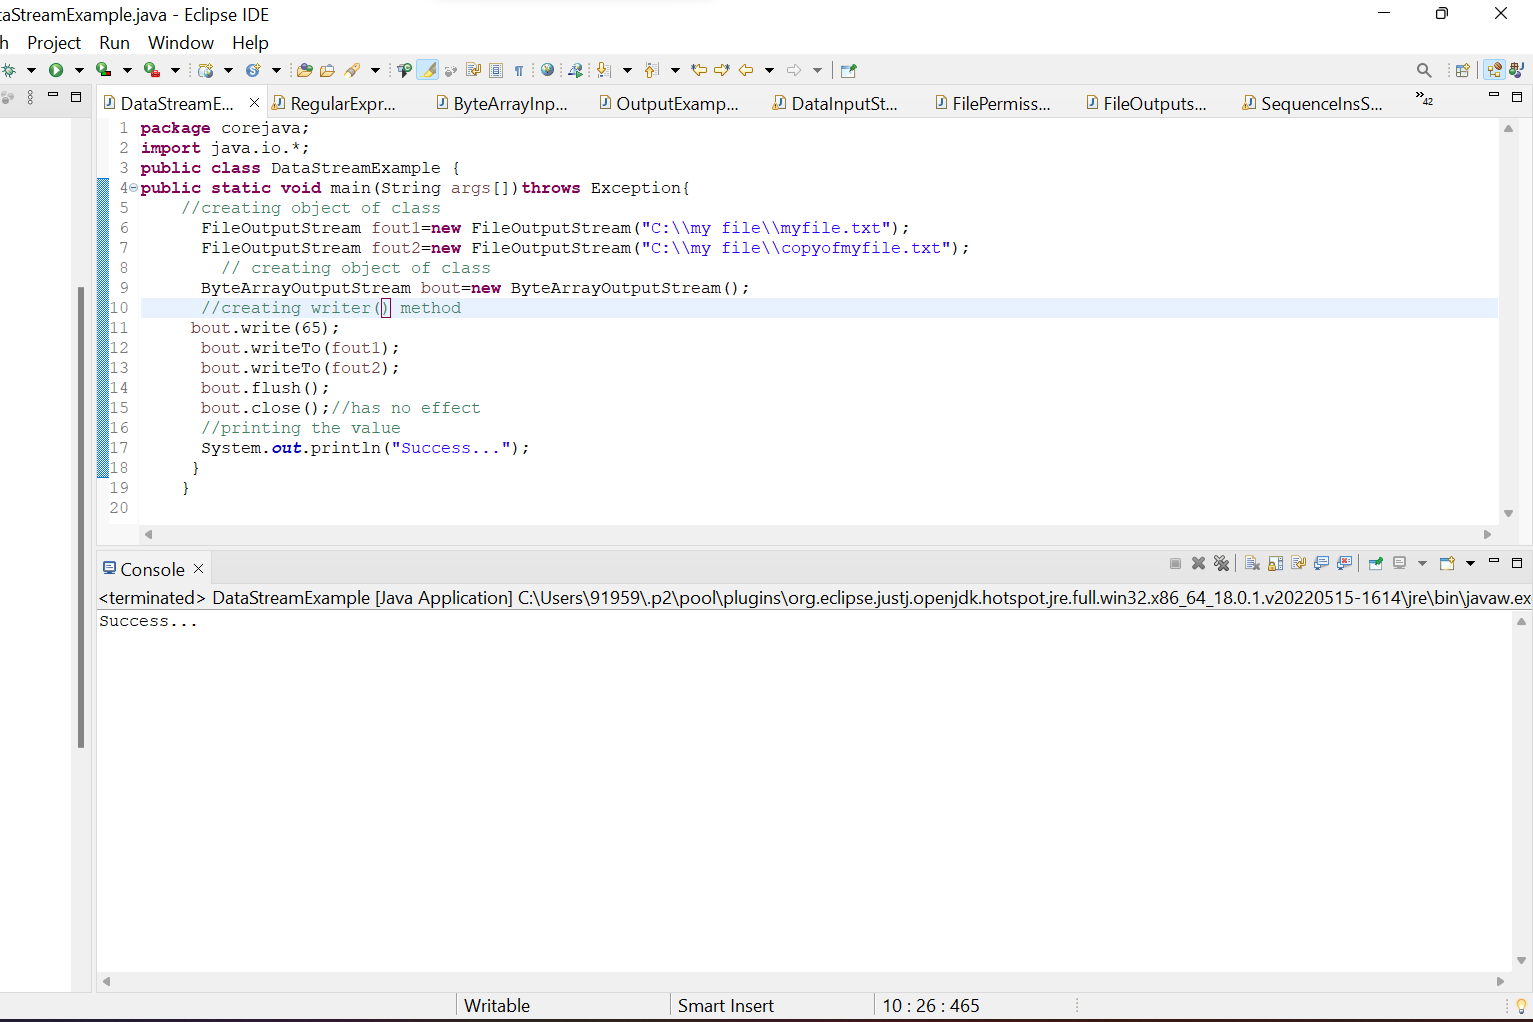 taStreamExample.java - Eclipse IDE
h Project Run Window Help
DataStreamE... RegularExpr... ByteArrayInp... OutputExamp... DataInputSt... FilePermiss... FileOutputs... SequenceInsS... »42
1 package corejava;
2 import java.io.*;
3 public class DataStreamExample {
4 public static void main(String args[])throws Exception{
5 //creating object of class
6 FileOutputStream fout1=new FileOutputStream("C:\\my file\\myfile.txt");
7 FileOutputStream fout2=new FileOutputStream("C:\\my file\\copyofmyfile.txt");
8 // creating object of class
9 ByteArrayOutputStream bout=new ByteArrayOutputStream();
10 //creating writer() method
11 bout.write(65);
12 bout.writeTo(fout1);
13 bout.writeTo(fout2);
14 bout.flush();
15 bout.close();//has no effect
16 //printing the value
17 System.out.println("Success...");
18 }
19 }
20
Console
<terminated> DataStreamExample [Java Application] C:\Users\91959\.p2\pool\plugins\org.eclipse.justj.openjdk.hotspot.jre.full.win32.x86_64_18.0.1.v20220515-1614\jre\bin\javaw.ex
Success...
Writable Smart Insert 10 : 26 : 465